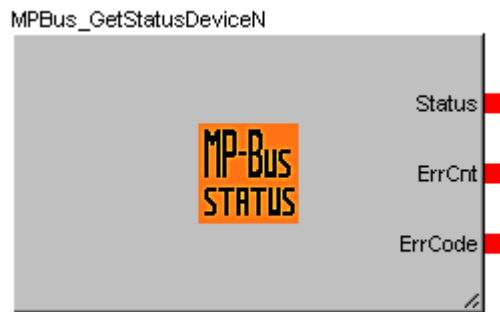 MPBus_GetStatusDeviceN
Status
MP-Bus
STATUS
ErrCnt
ErrCode